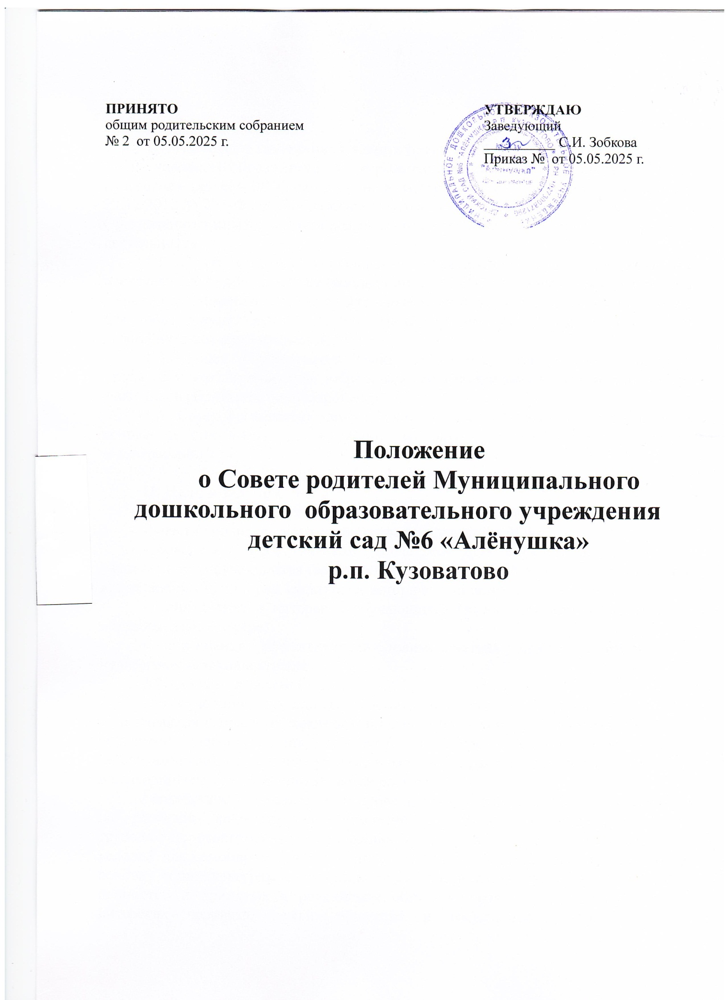 ПРИНЯТО
общим родительским собранием
№ 2  от 05.05.2025 г.
УТВЕРЖДАЮ
Заведующий
___________ С.И. Зобкова
Приказ №  от 05.05.2025 г.
Положение
о Совете родителей Муниципального
дошкольного  образовательного учреждения
детский сад №6 «Алёнушка»
р.п. Кузоватово